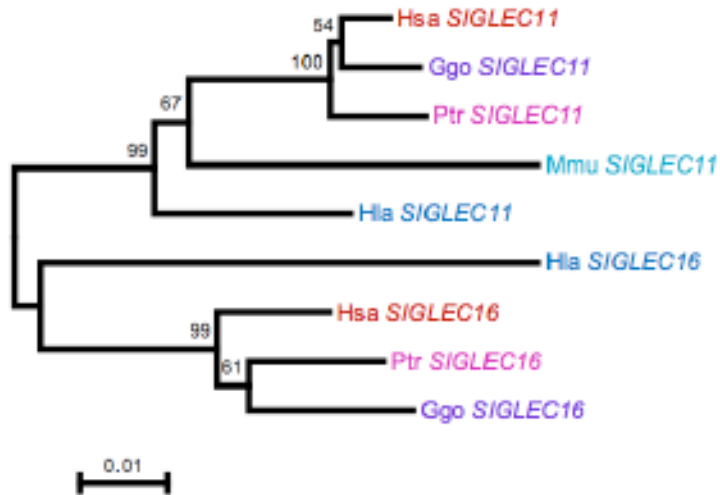 54
Hsa SIGLEC11
100
Ggo SIGLEC11
67
Ptr SIGLEC11
99
Mmu SIGLEC11
Hla SIGLEC11
Hla SIGLEC16
99
Hsa SIGLEC16
61
Ptr SIGLEC16
Ggo SIGLEC16
0.01